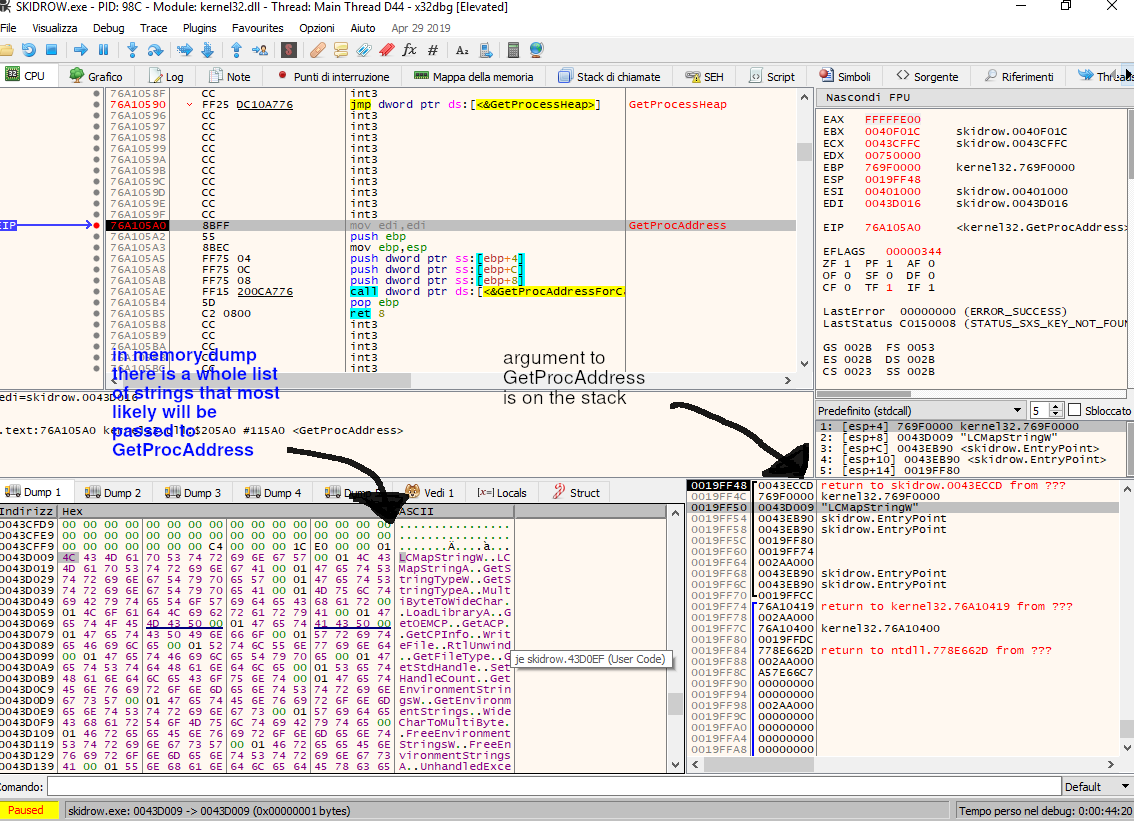 SKIDROW.exe - PID: 98C - Module: kernel32.dll - Thread: Main Thread D44 - x32dbg [Elevated]
File Visualizza Debug Trace Plugins Favourites Opzioni Aiuto Apr 29 2019
CPU Grafico Log Note Punti di interruzione Mappa della memoria Stack di chiamate SEH Script Simboli Sorgente Riferimenti
76A1058F CC int3
76A10590 FF25 DC10A776 jmp dword ptr ds:[<&GetProcessHeap>] GetProcessHeap
76A10596 CC int3
76A10597 CC int3
76A10598 CC int3
76A10599 CC int3
76A1059A CC int3
76A1059B CC int3
76A1059C CC int3
76A1059D CC int3
76A1059E CC int3
76A1059F CC int3
EIP 76A105A0 8BFF mov edi,edi GetProcAddress
76A105A2 55 push ebp
76A105A3 8BEC mov ebp,esp
76A105A5 FF75 04 push dword ptr ss:[ebp+4]
76A105A8 FF75 0C push dword ptr ss:[ebp+C]
76A105AB FF75 08 push dword ptr ss:[ebp+8]
76A105AE FF15 200CA776 call dword ptr ds:[<&GetProcAddressForCa
76A105B4 5D pop ebp
76A105B5 C2 0800 ret 8
76A105B8 CC int3
76A105B9 CC int3
76A105BA CC int3
CC int3
CC int3
in memory dump
there is a whole list
of strings that most
likely will be
passed to
GetProcAddress
argument to
GetProcAddress
is on the stack
edi=skidrow.0043D016
.text:76A105A0 kernel32.dll:$205A0 #115A0 <GetProcAddress>
Nascondi FPU
EAX FFFFFE00
EBX 0040F01C skidrow.0040F01C
ECX 0043CFFC skidrow.0043CFFC
EDX 00750000
EBP 769F0000 kernel32.769F0000
ESP 0019FF48
ESI 00401000 skidrow.00401000
EDI 0043D016 skidrow.0043D016
EIP 76A105A0 <kernel32.GetProcAddress>
EFLAGS 00000344
ZF 1 PF 1 AF 0
OF 0 SF 0 DF 0
CF 0 TF 1 IF 1
LastError 00000000 (ERROR_SUCCESS)
LastStatus C0150008 (STATUS_SXS_KEY_NOT_FOUN
GS 002B FS 0053
ES 002B DS 002B
CS 0023 SS 002B
Predefinito (stdcall) 5 Sbloccato
1: [esp+4] 769F0000 kernel32.769F0000
2: [esp+8] 0043D009 "LCMapStringW"
3: [esp+C] 0043EB90 <skidrow.EntryPoint>
4: [esp+10] 0043EB90 <skidrow.EntryPoint>
5: [esp+14] 0019FF80
Dump 1 Dump 2 Dump 3 Dump 4 Vedi 1 Locals Struct
Indirizz Hex ASCII
0043CFD9 00 00 00 00 00 00 00 00 00 00 00 00 00 00 00 00 ................
0043CFE9 00 00 00 00 00 00 00 00 00 00 00 00 00 00 00 00 ................
0043CFF9 00 00 00 00 00 00 00 C4 00 00 00 1C E0 00 00 01 .......Ä....à...
0043D009 4C 43 4D 61 70 53 74 72 69 6E 67 57 00 01 4C 43 LCMapStringW..LC
0043D019 4D 61 70 53 74 72 69 6E 67 41 00 01 47 65 74 53 MapStringA..GetS
0043D029 74 72 69 6E 67 54 79 70 65 57 00 01 47 65 74 53 tringTypeW..GetS
0043D039 74 72 69 6E 67 54 79 70 65 41 00 01 4D 75 6C 74 tringTypeA..Mult
0043D049 69 42 79 74 65 54 6F 57 69 64 65 43 68 61 72 00 iByteToWideChar.
0043D059 01 4C 6F 61 64 4C 69 62 72 61 72 79 41 00 01 47 .LoadLibraryA..G
0043D069 65 74 4F 45 4D 43 50 00 01 47 65 74 41 43 50 00 etOEMCP..GetACP.
0043D079 01 47 65 74 43 50 49 6E 66 6F 00 01 57 72 69 74 .GetCPInfo..Writ
0043D089 65 46 69 6C 65 00 01 52 74 6C 55 6E 77 69 6E 64 eFile..RtlUnwind
0043D099 00 01 47 65 74 46 69 6C 65 54 79 70 65 00 01 47 ..GetFileType..G
0043D0A9 65 74 53 74 64 48 61 6E 64 6C 65 00 01 53 65 74 etStdHandle..Set
0043D0B9 48 61 6E 64 6C 65 43 6F 75 6E 74 00 01 47 65 74 HandleCount..Get
0043D0C9 45 6E 76 69 72 6F 6E 6D 65 6E 74 53 74 72 69 6E EnvironmentStrin
0043D0D9 67 73 57 00 01 47 65 74 45 6E 76 69 72 6F 6E 6D gsW..GetEnvironm
0043D0E9 65 6E 74 53 74 72 69 6E 67 73 00 01 57 69 64 65 entStrings..Wide
0043D0F9 43 68 61 72 54 6F 4D 75 6C 74 69 42 79 74 65 00 CharToMultiByte.
0043D109 01 46 72 65 65 45 6E 76 69 72 6F 6E 6D 65 6E 74 .FreeEnvironment
0043D119 53 74 72 69 6E 67 73 57 00 01 46 72 65 65 45 6E StringsW..FreeEn
0043D129 76 69 72 6F 6E 6D 65 6E 74 53 74 72 69 6E 67 73 vironmentStrings
0043D139 41 00 01 55 6E 68 61 6E 64 6C 65 64 45 78 63 65 A..UnhandledExce
je skidrow.43D0EF (User Code)
0019FF48 0043ECCD return to skidrow.0043ECCD from ???
0019FF4C 769F0000 kernel32.769F0000
0019FF50 0043D009 "LCMapStringW"
0019FF54 0043EB90 skidrow.EntryPoint
0019FF58 0043EB90 skidrow.EntryPoint
0019FF5C 0019FF80
0019FF60 0019FF74
0019FF64 002AA000
0019FF68 0043EB90 skidrow.EntryPoint
0019FF6C 0043EB90 skidrow.EntryPoint
0019FF70 0019FFCC
0019FF74 76A10419 return to kernel32.76A10419 from ???
0019FF78 002AA000
0019FF7C 76A10400 kernel32.76A10400
0019FF80 0019FFDC
0019FF84 778E662D return to ntdll.778E662D from ???
0019FF88 002AA000
0019FF8C A57E66C7
0019FF90 00000000
0019FF94 00000000
0019FF98 002AA000
0019FF9C 00000000
0019FFA0 00000000
0019FFA4 00000000
0019FFA8 00000000
Comando: Default
Paused skidrow.exe: 0043D009 -> 0043D009 (0x00000001 bytes) Tempo perso nel debug: 0:00:44:20